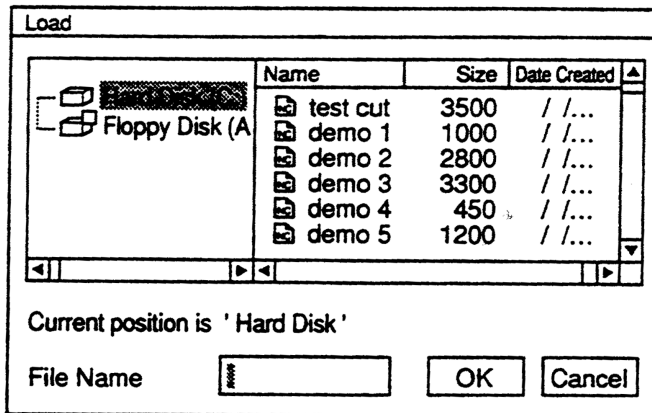 Load
Name Size Date Created
Hard Disk (C
Floppy Disk (A
test cut 3500 / /...
demo 1 1000 / /...
demo 2 2800 / /...
demo 3 3300 / /...
demo 4 450 / /...
demo 5 1200 / /...
Current position is ' Hard Disk '
File Name
OK Cancel